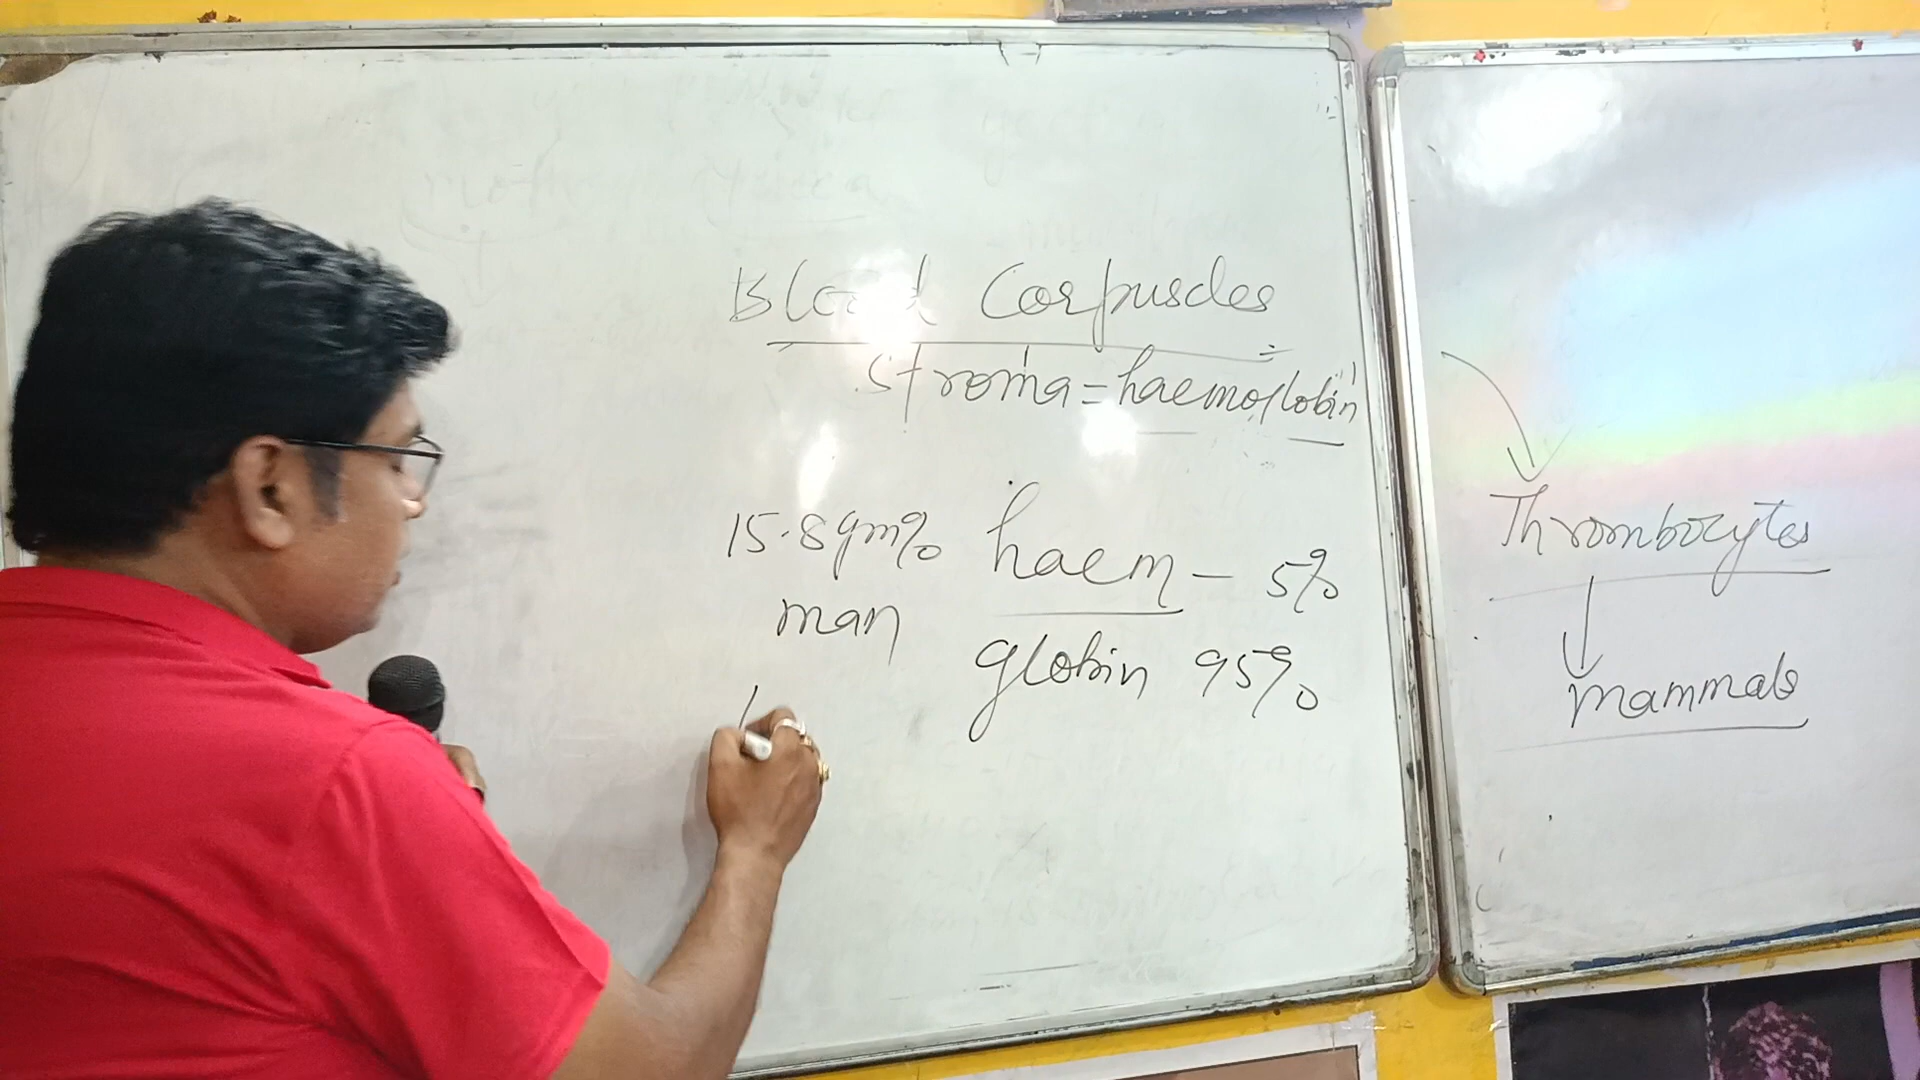 Blood Corpuscles
stroma = haemoglobin
15.8gm% haem - 5%
man globin 95%
Thrombocytes
mammals